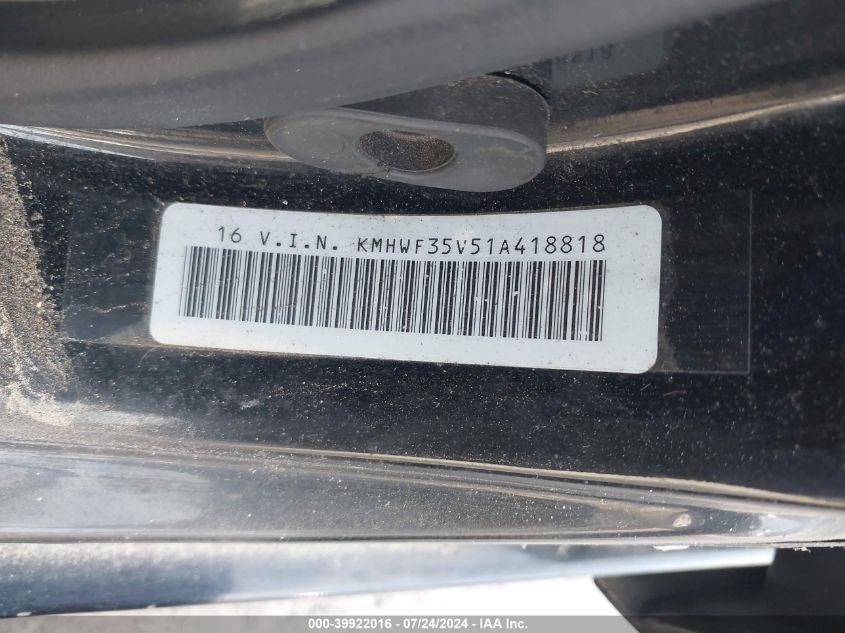 16 V.I.N. KMHWF35V51A418818
000-39922016 - 07/24/2024 - IAA Inc.